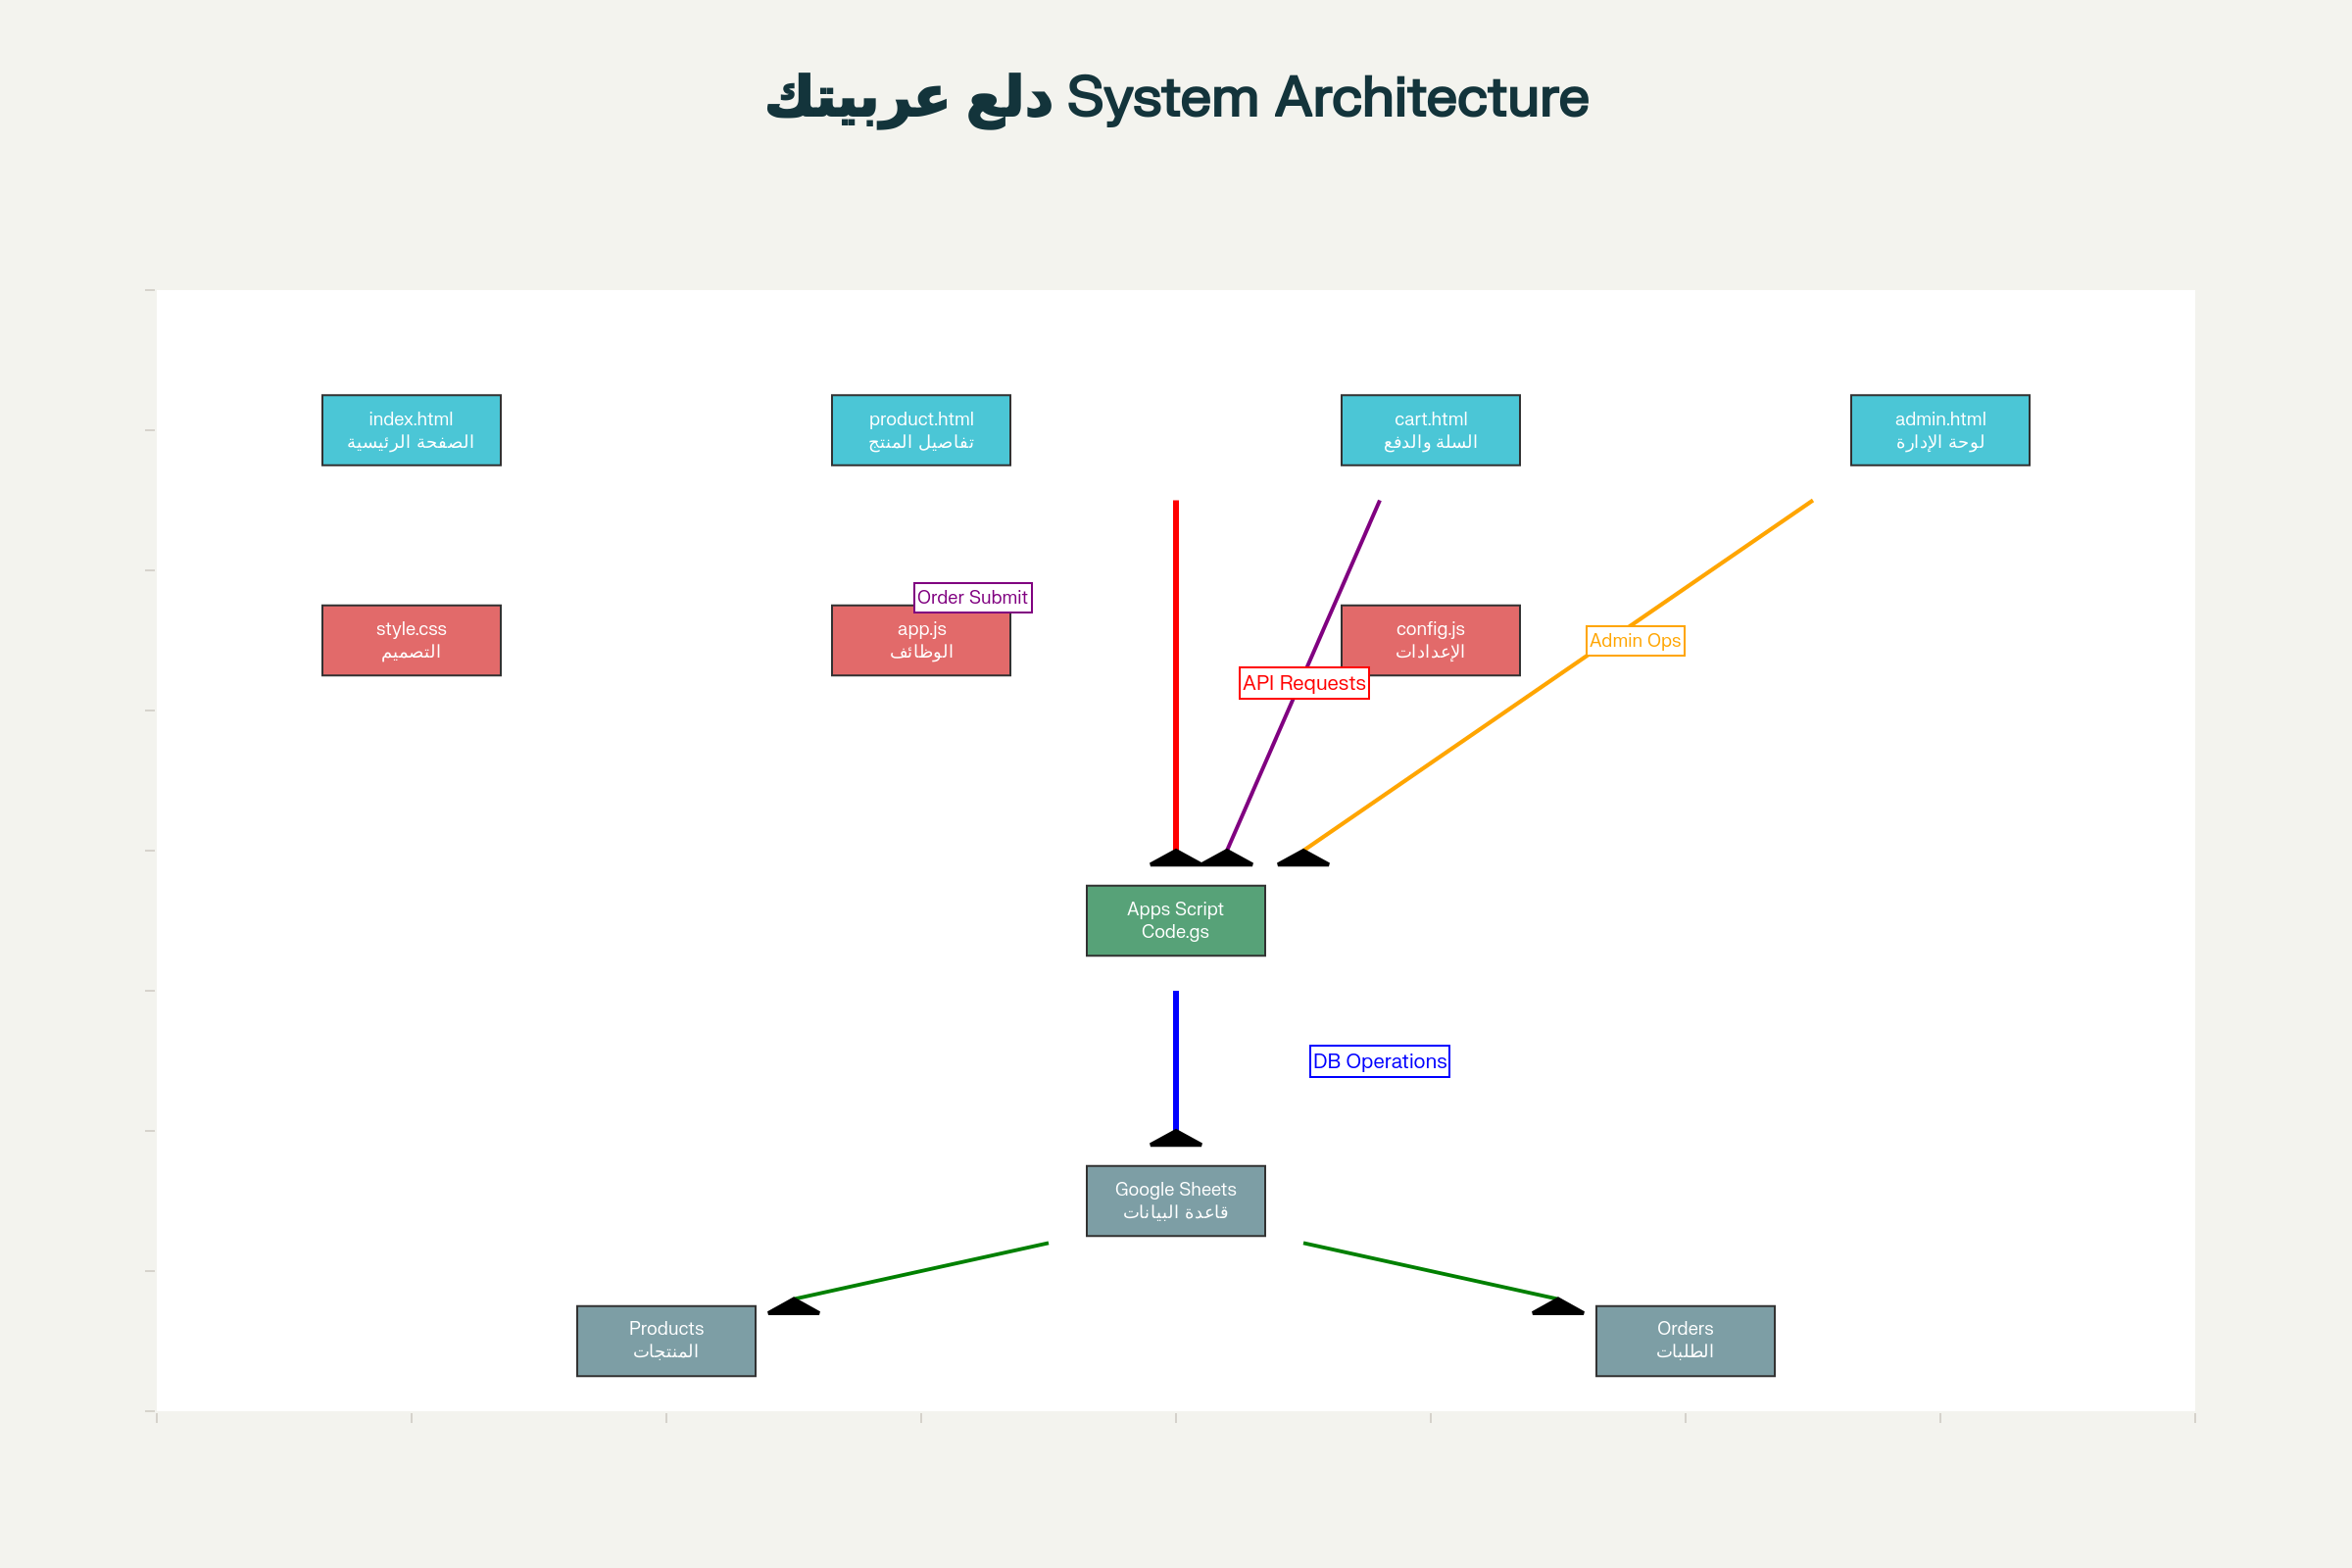 دلع عربيتك System Architecture
index.html
الصفحة الرئيسية
product.html
تفاصيل المنتج
cart.html
السلة والدفع
admin.html
لوحة الإدارة
Order Submit
style.css
التصميم
app.js
الوظائف
config.js
الإعدادات
Admin Ops
API Requests
Apps Script
Code.gs
DB Operations
Google Sheets
قاعدة البيانات
Products
المنتجات
Orders
الطلبات